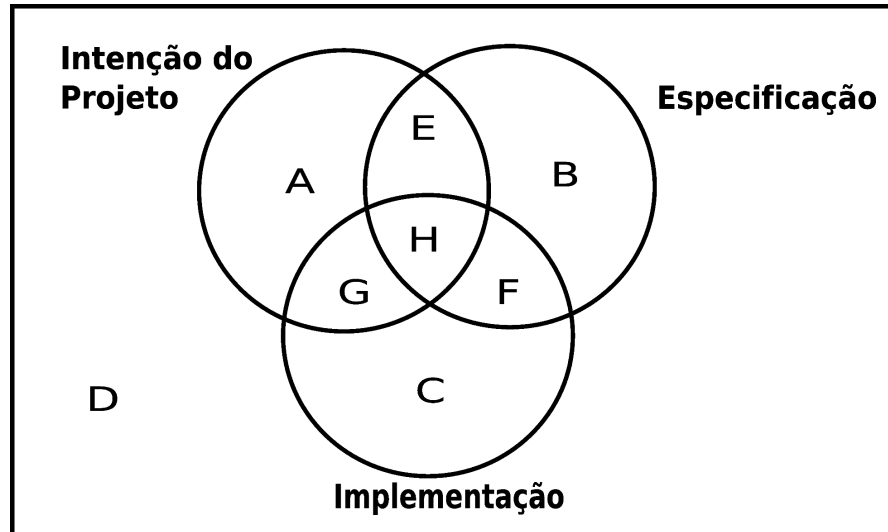 Intenção do
Projeto
Especificação
E
A
B
H
G
F
D
C
Implementação